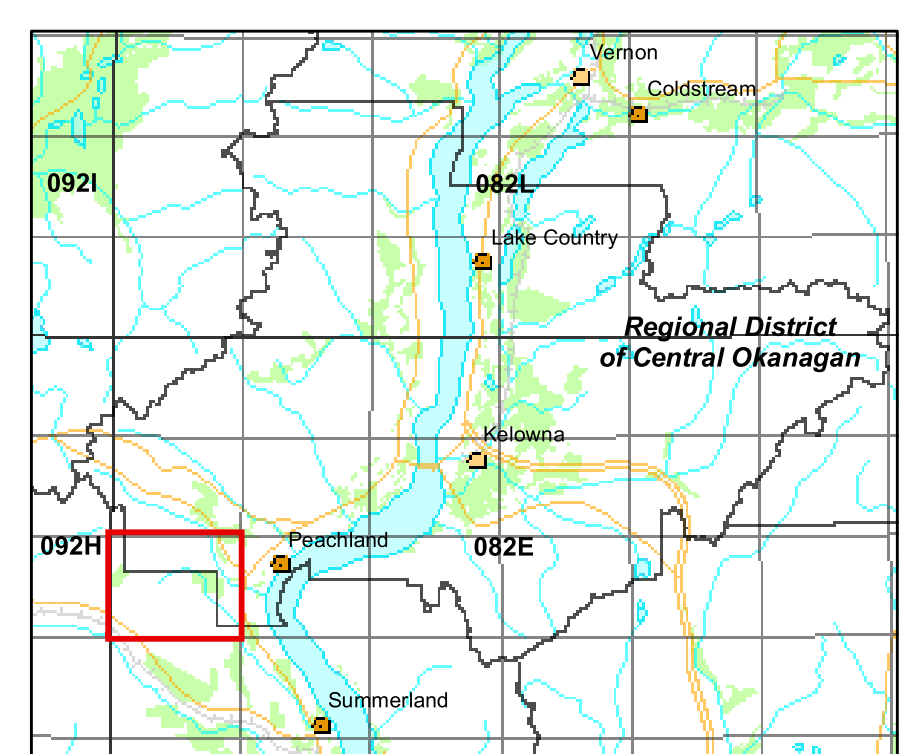 Vernon
Coldstream
092I
082L
Lake Country
Regional District
of Central Okanagan
Kelowna
092H
Peachland
082E
Summerland